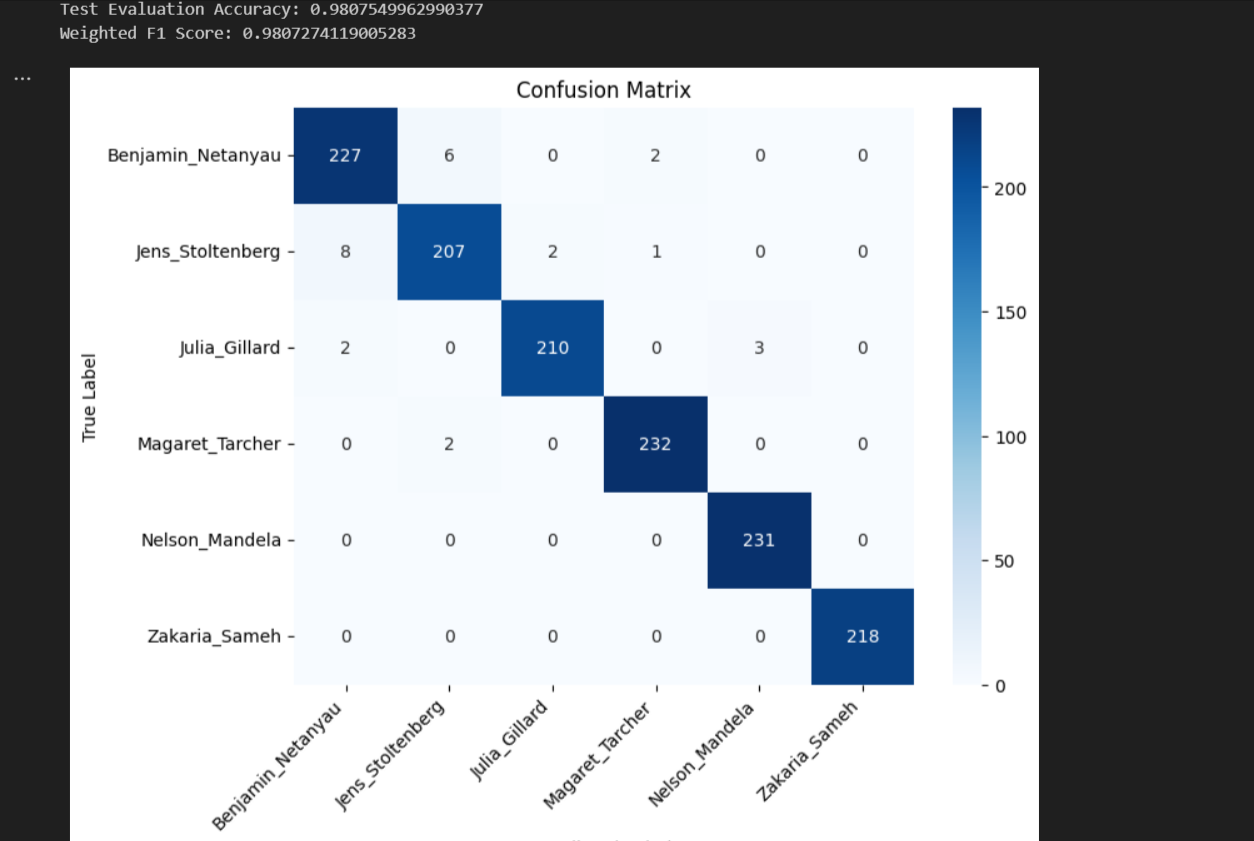 Test Evaluation Accuracy: 0.9807549962990377
Weighted F1 Score: 0.9807274119005283
...
Confusion Matrix
Benjamin_Netanyau 227 6 0 2 0 0
200
Jens_Stoltenberg 8 207 2 1 0 0
150
Julia_Gillard 2 0 210 0 3 0
True Label
Magaret_Tarcher 0 2 0 232 0 0
100
Nelson_Mandela 0 0 0 0 231 0
50
Zakaria_Sameh 0 0 0 0 0 218
0
Benjamin_Netanyau
Jens_Stoltenberg
Julia_Gillard
Magaret_Tarcher
Nelson_Mandela
Zakaria_Sameh